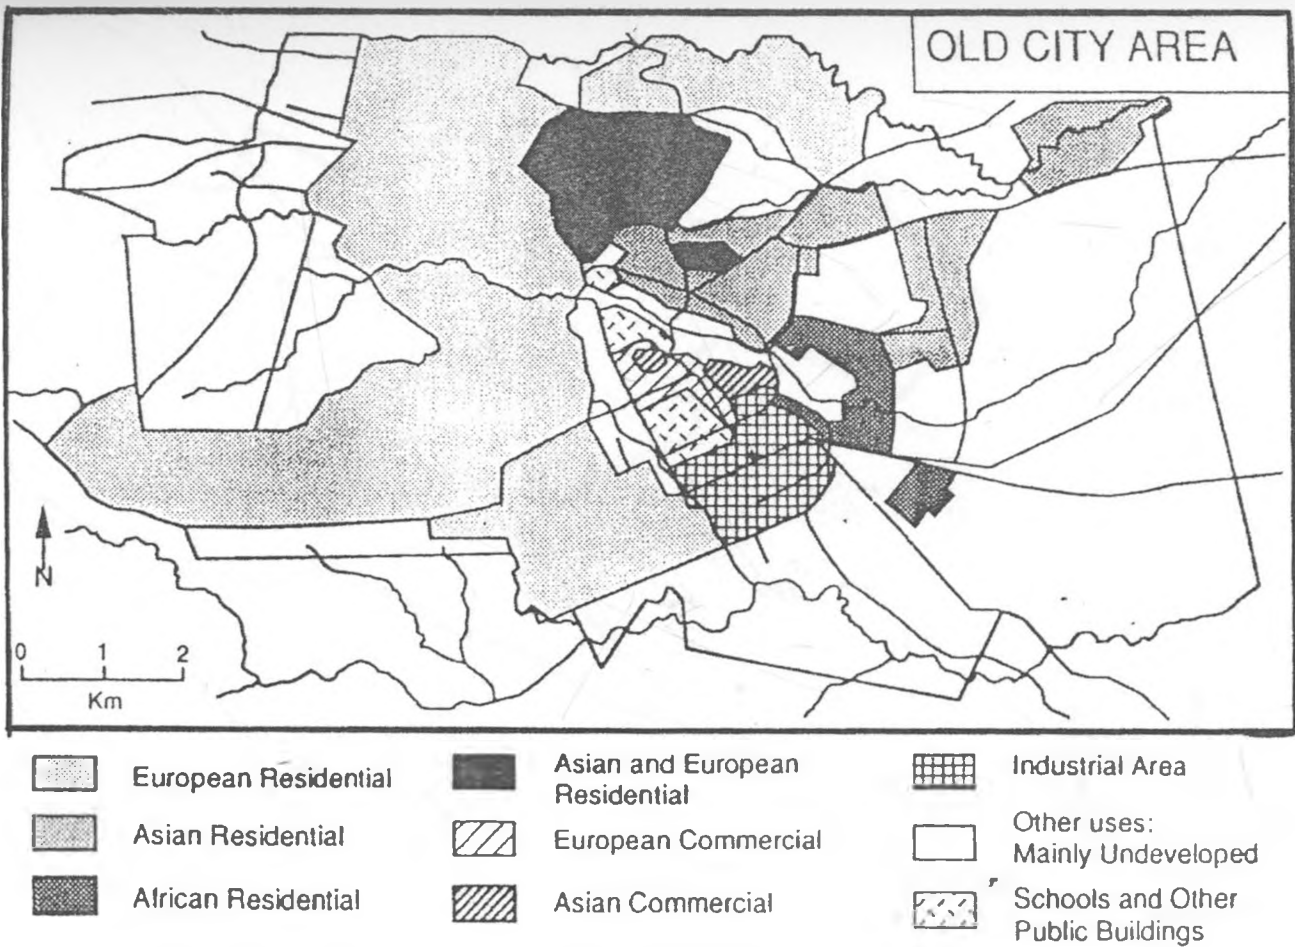 OLD CITY AREA
N
0 1 2
Km
European Residential
Asian Residential
African Residential
Asian and European
Residential
European Commercial
Asian Commercial
Industrial Area
Other uses:
Mainly Undeveloped
Schools and Other
Public Buildings